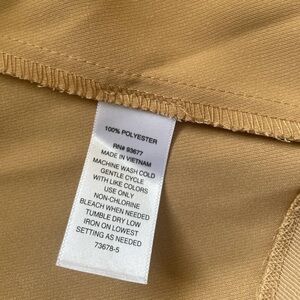 100% POLYESTER
RN# 93677
MADE IN VIETNAM
MACHINE WASH COLD
GENTLE CYCLE
WITH LIKE COLORS
USE ONLY
NON-CHLORINE
BLEACH WHEN NEEDED
TUMBLE DRY LOW
IRON ON LOWEST
SETTING AS NEEDED
73678-5